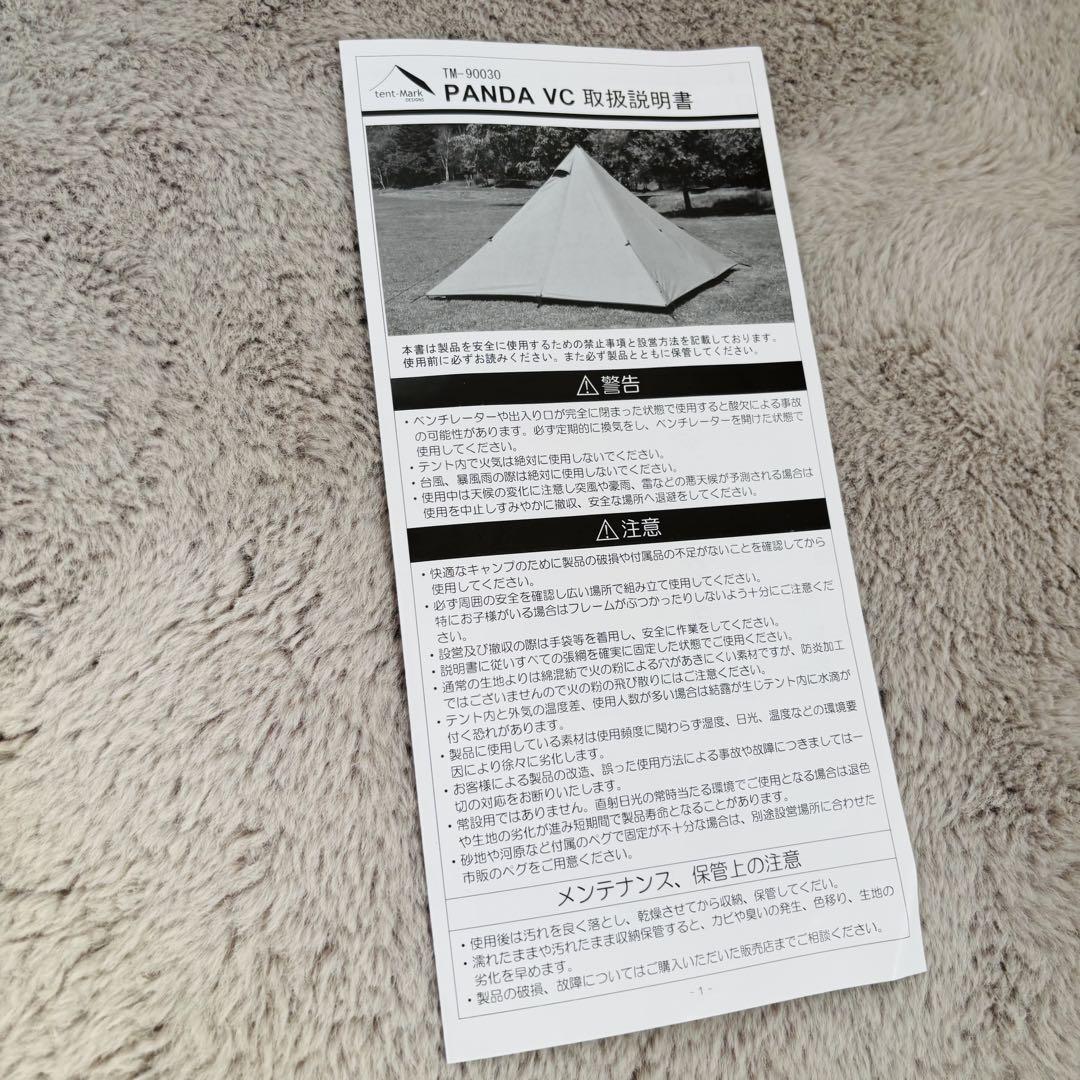 tent-Mark
DESIGNS
TM-90030
PANDA VC 取扱説明書
本書は製品を安全に使用するための禁止事項と設営方法を記載しております。
使用前に必ずお読みください。また必ず製品とともに保管してください。
⚠警告
・ベンチレーターや出入り口が完全に閉まった状態で使用すると酸欠による事故
の可能性があります。必ず定期的に換気をし、ベンチレーターを開けた状態で
使用してください。
・テント内で火気は絶対に使用しないでください。
・台風、暴風雨の際は絶対に使用しないでください。
・使用中は天候の変化に注意し突風や豪雨、雷などの悪天候が予測される場合は
使用を中止しすみやかに撤収、安全な場所へ退避をしてください。
⚠注意
・快適なキャンプのために製品の破損や付属品の不足がないことを確認してから
使用してください。
・必ず周囲の安全を確認し広い場所で組み立て使用してください。
特にお子様がいる場合はフレームがぶつかったりしないよう十分にご注意くだ
さい。
・設営及び撤収の際は手袋等を着用し、安全に作業をしてください。
・説明書に従いすべての張綱を確実に固定した状態でご使用ください。
・通常の生地よりは綿混紡で火の粉による穴があきにくい素材ですが、防炎加工
ではございませんので火の粉の飛び散りにはご注意ください。
・テント内と外気の温度差、使用人数が多い場合は結露が生じテント内に水滴が
付く恐れがあります。
・製品に使用している素材は使用頻度に関わらず湿度、日光、温度などの環境要
因により徐々に劣化します。
・お客様による製品の改造、誤った使用方法による事故や故障につきましては一
切の対応をお断りいたします。
・常設用ではありません。直射日光の常時当たる環境でご使用となる場合は退色
や生地の劣化が進み短期間で製品寿命となることがあります。
・砂地や河原など付属のペグで固定が不十分な場合は、別途設営場所に合わせた
市販のペグをご用意ください。
メンテナンス、保管上の注意
・使用後は汚れを良く落とし、乾燥させてから収納、保管してくだい。
・濡れたままや汚れたまま収納保管すると、カビや臭いの発生、色移り、生地の
劣化を早めます。
・製品の破損、故障についてはご購入いただいた販売店までご相談ください。
- 1 -